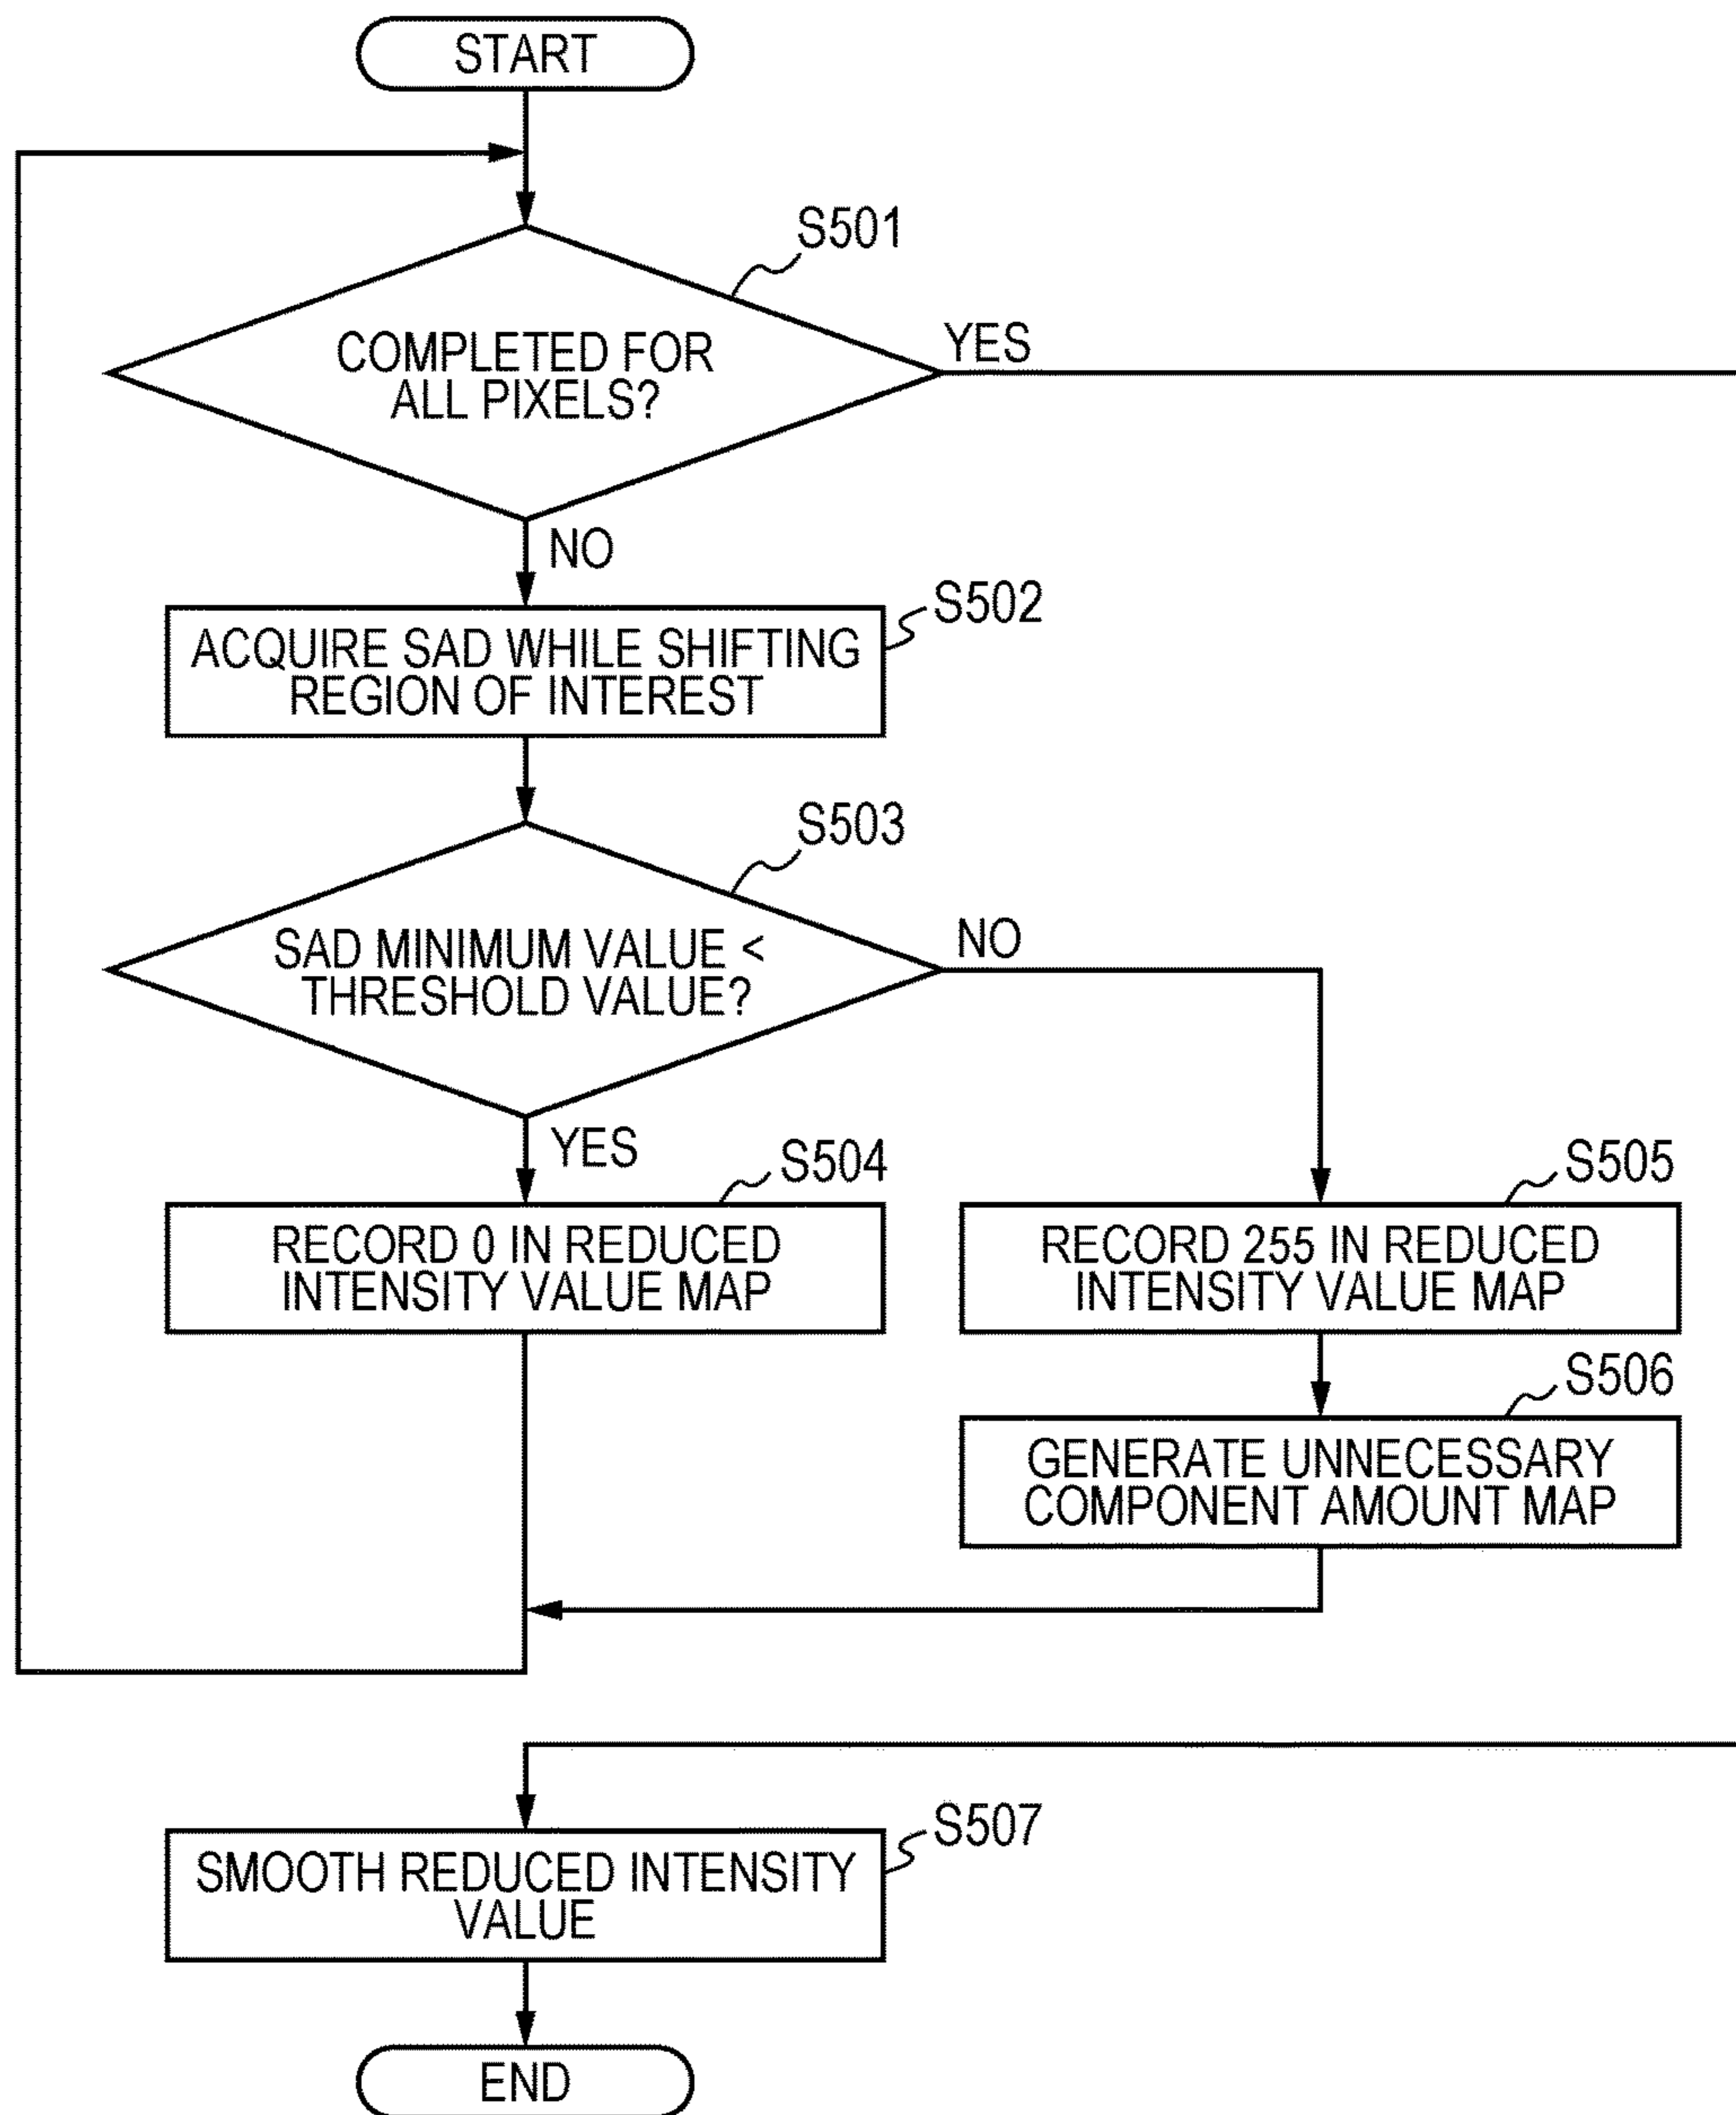 START
S501
COMPLETED FOR
ALL PIXELS?
YES
NO
S502
ACQUIRE SAD WHILE SHIFTING
REGION OF INTEREST
S503
SAD MINIMUM VALUE <
THRESHOLD VALUE?
NO
YES
S504
RECORD 0 IN REDUCED
INTENSITY VALUE MAP
S505
RECORD 255 IN REDUCED
INTENSITY VALUE MAP
S506
GENERATE UNNECESSARY
COMPONENT AMOUNT MAP
S507
SMOOTH REDUCED INTENSITY
VALUE
END